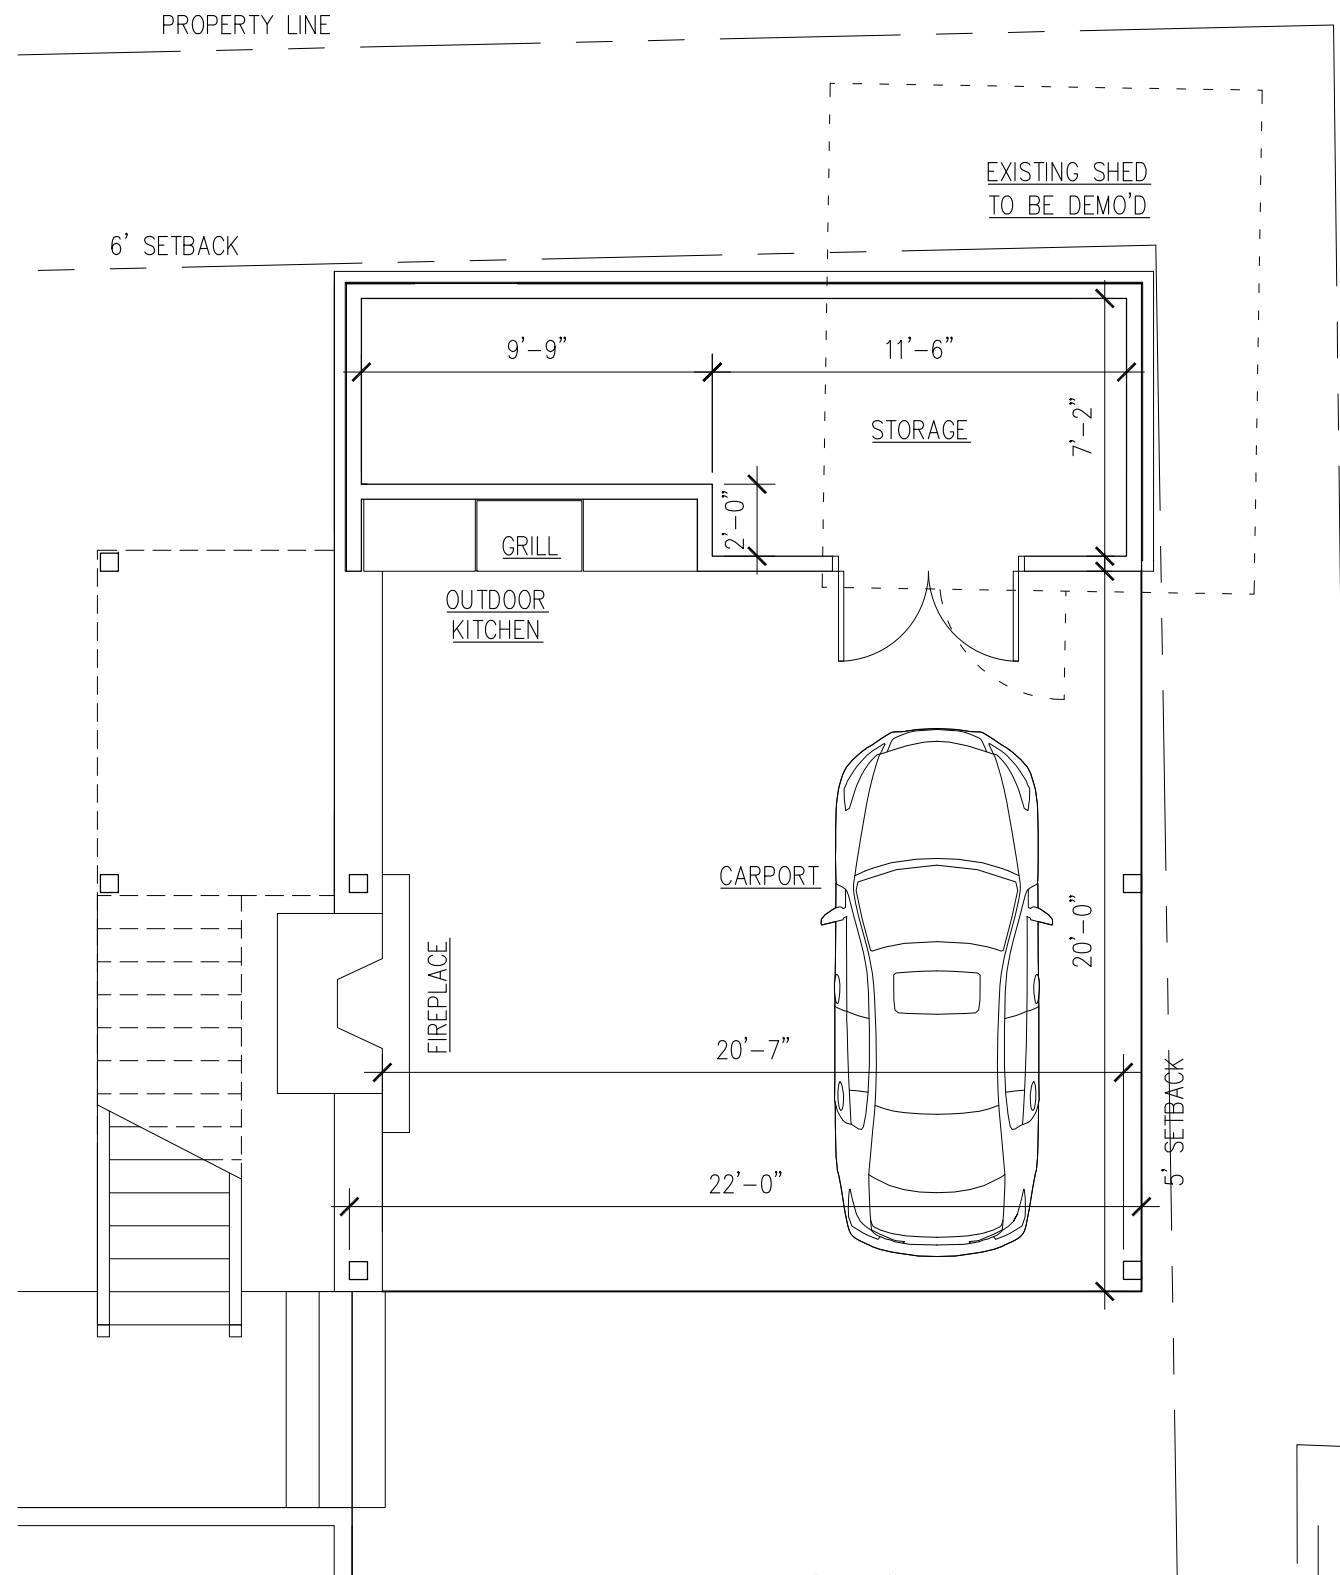 PROPERTY LINE
EXISTING SHED
TO BE DEMO'D
6' SETBACK
9'-9"
11'-6"
7'-2"
STORAGE
2'-0"
GRILL
OUTDOOR
KITCHEN
CARPORT
20'-0"
FIREPLACE
20'-7"
5' SETBACK
22'-0"